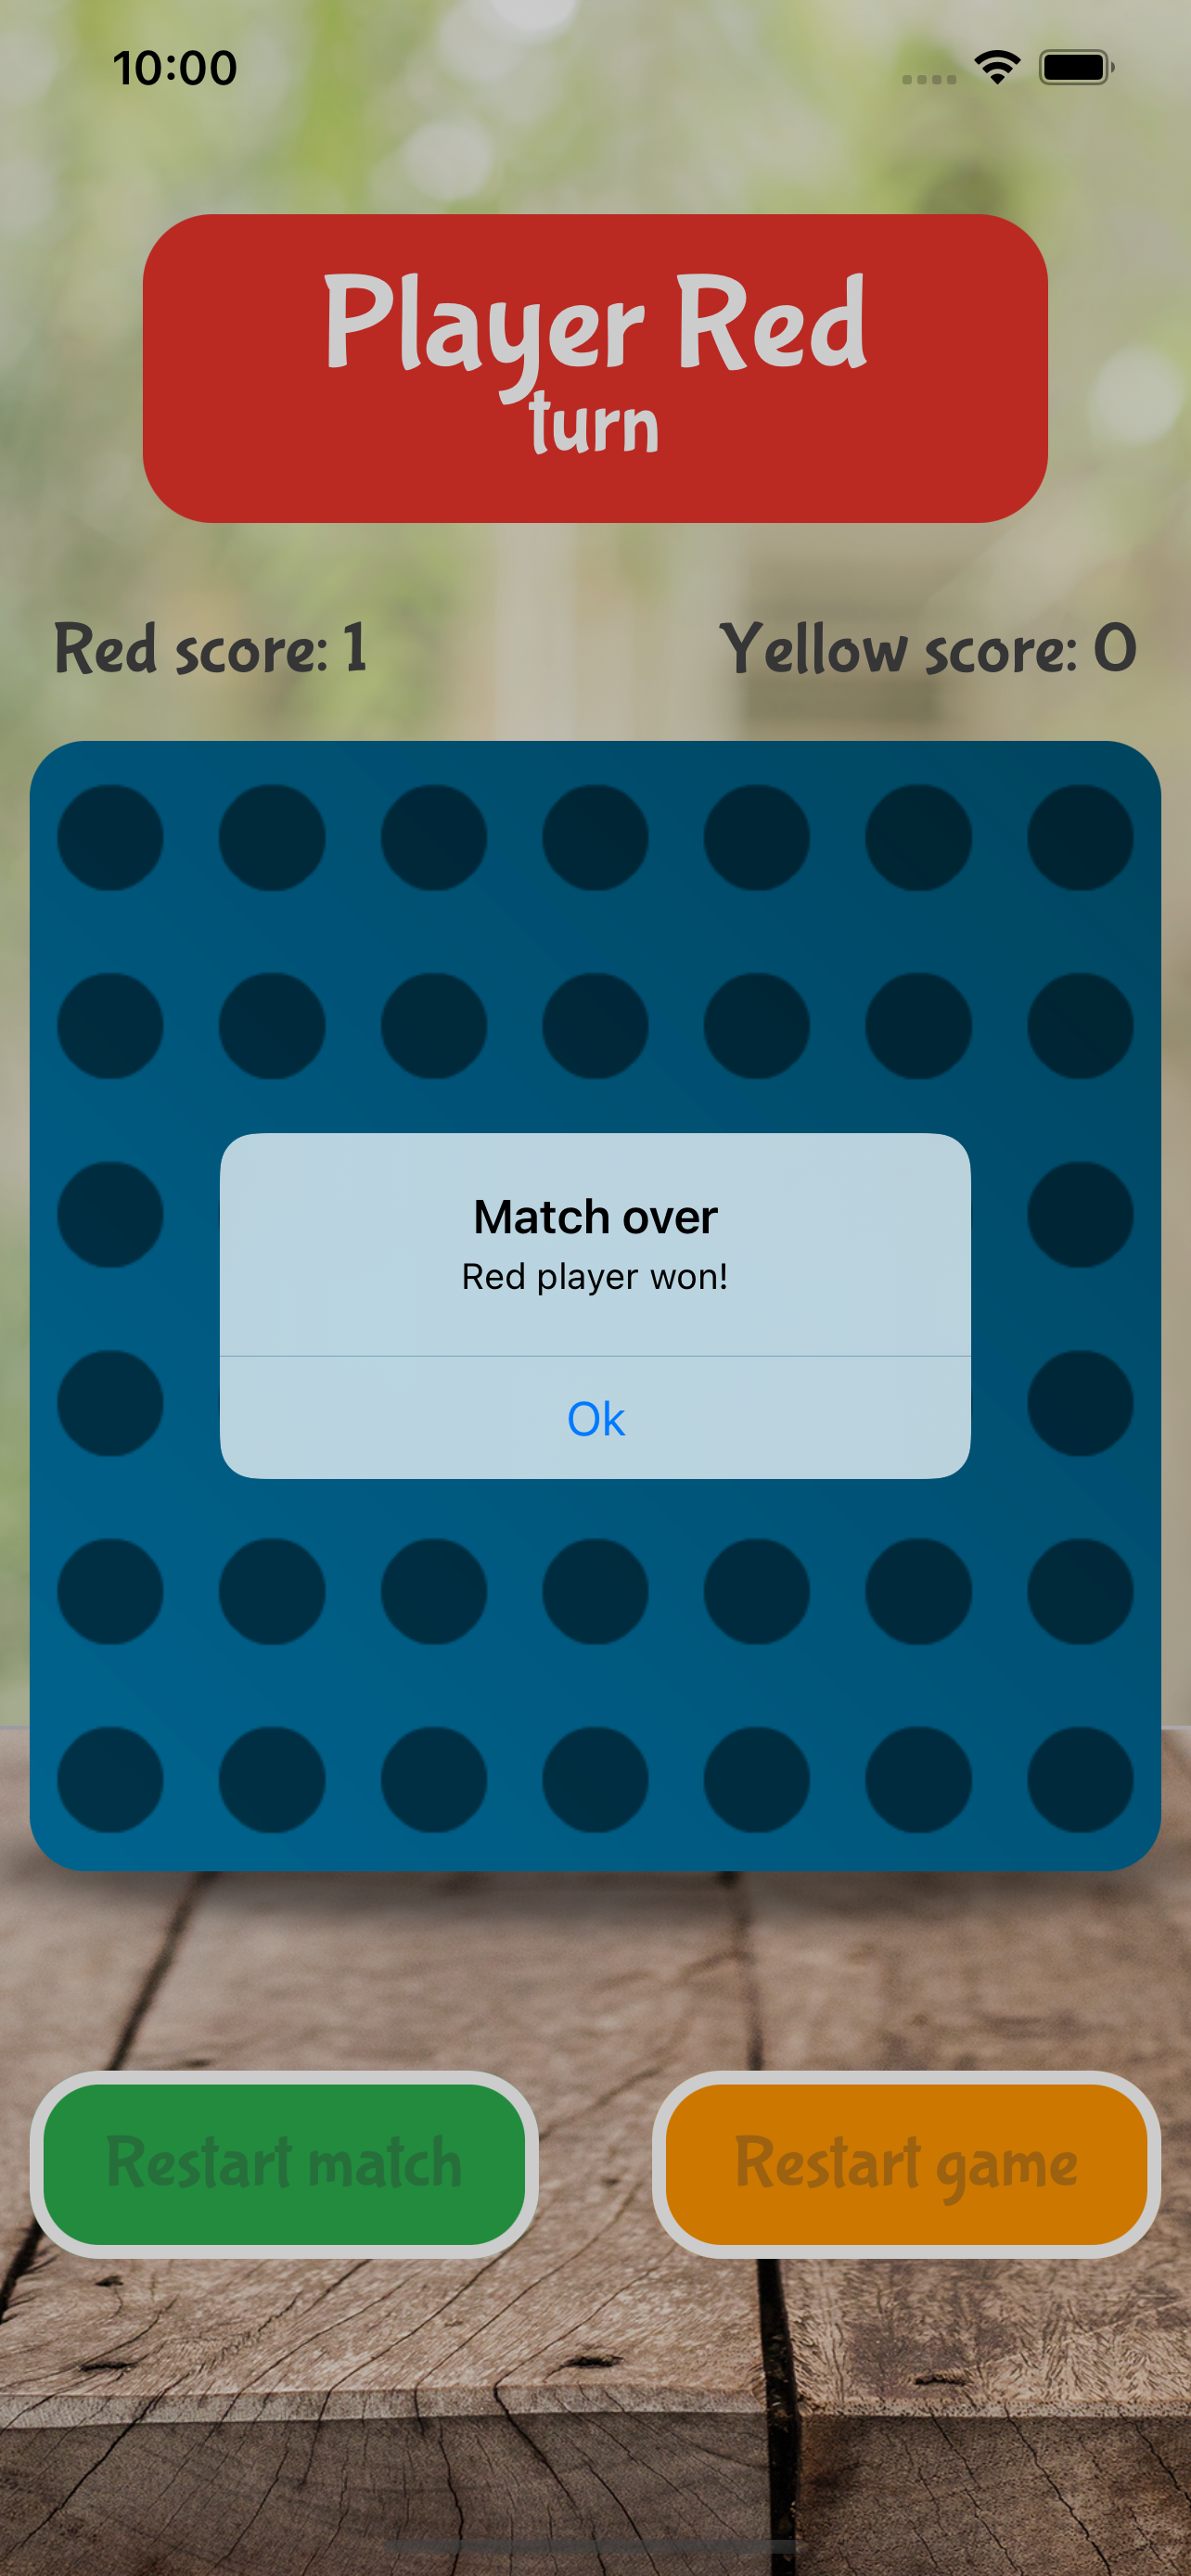 10:00
Player Red
turn
Red score: 1
Yellow score: 0
Match over
Red player won!
Ok
Restart match
Restart game